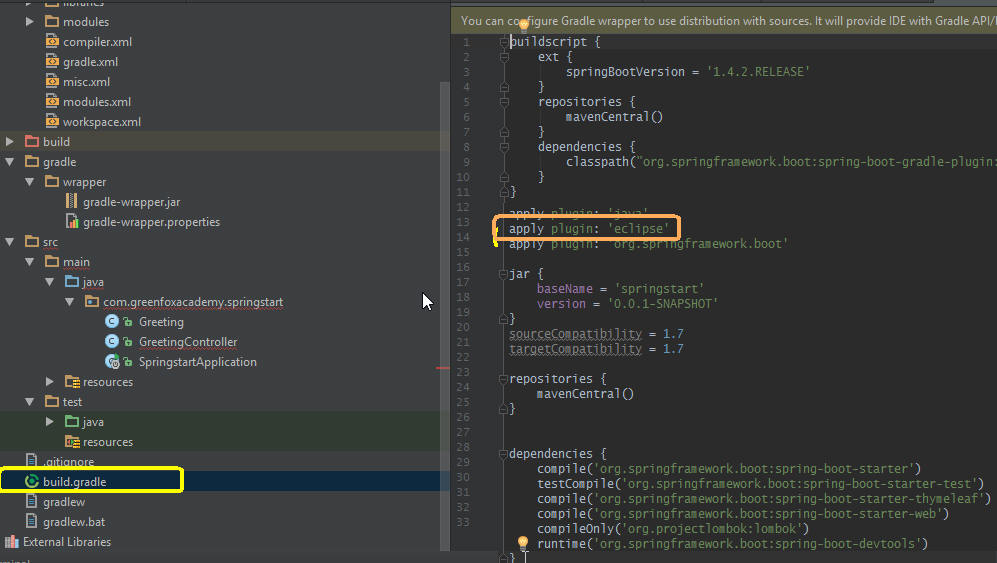 libraries
modules
compiler.xml
gradle.xml
misc.xml
modules.xml
workspace.xml
build
gradle
wrapper
gradle-wrapper.jar
gradle-wrapper.properties
src
main
java
com.greenfoxacademy.springstart
Greeting
GreetingController
SpringstartApplication
resources
test
java
resources
.gitignore
build.gradle
gradlew
gradlew.bat
External Libraries
You can configure Gradle wrapper to use distribution with sources. It will provide IDE with Gradle API/
1 buildscript {
2 ext {
3 springBootVersion = '1.4.2.RELEASE'
4 }
5 repositories {
6 mavenCentral()
7 }
8 dependencies {
9 classpath("org.springframework.boot:spring-boot-gradle-plugin:
10 }
11 }
12 apply plugin: 'java'
13 apply plugin: 'eclipse'
14 apply plugin: 'org.springframework.boot'
15
16 jar {
17 baseName = 'springstart'
18 version = '0.0.1-SNAPSHOT'
19 }
20 sourceCompatibility = 1.7
21 targetCompatibility = 1.7
22
23 repositories {
24 mavenCentral()
25 }
26
27
28 dependencies {
29 compile('org.springframework.boot:spring-boot-starter')
30 testCompile('org.springframework.boot:spring-boot-starter-test')
31 compile('org.springframework.boot:spring-boot-starter-thymeleaf')
32 compile('org.springframework.boot:spring-boot-starter-web')
33 compileOnly('org.projectlombok:lombok')
runtime('org.springframework.boot:spring-boot-devtools')
}